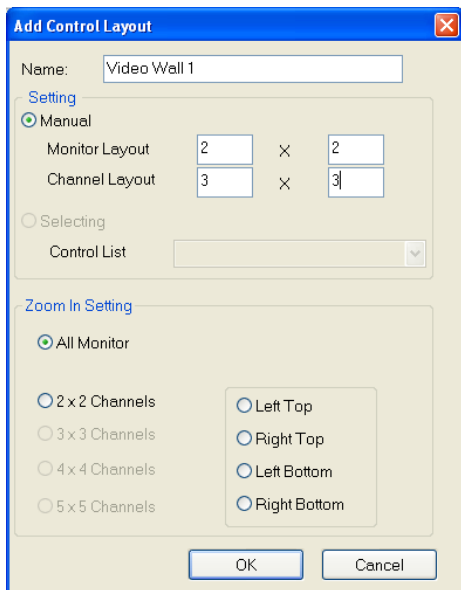 Add Control Layout
Name: Video Wall 1
Setting
Manual
Monitor Layout 2 X 2
Channel Layout 3 X 3
Selecting
Control List
Zoom In Setting
All Monitor
2 x 2 Channels
3 x 3 Channels
4 x 4 Channels
5 x 5 Channels
Left Top
Right Top
Left Bottom
Right Bottom
OK Cancel